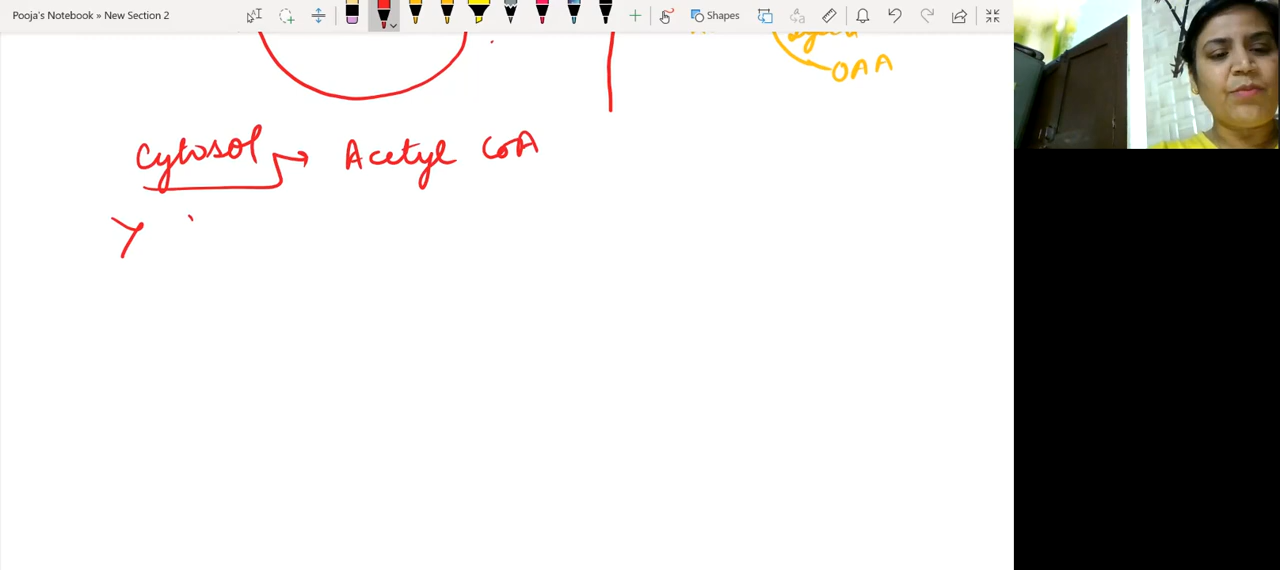 Pooja's Notebook » New Section 2
Shapes
OAA
Cytosol → Acetyl CoA